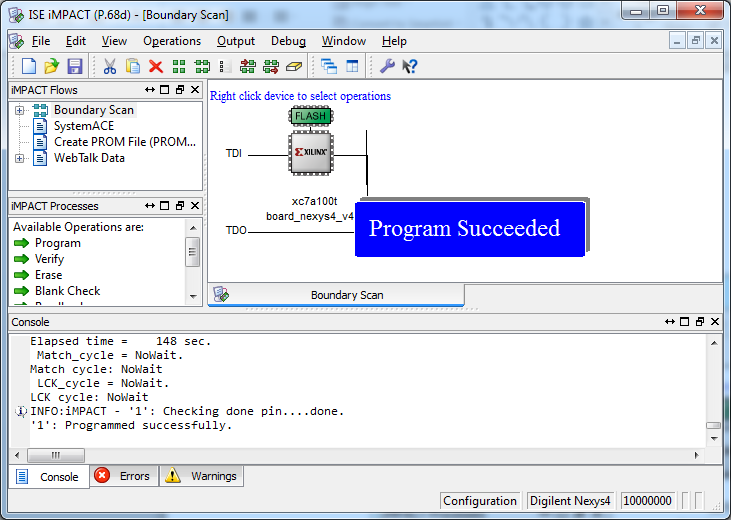 ISE iMPACT (P.68d) - [Boundary Scan]
File Edit View Operations Output Debug Window Help
iMPACT Flows
Boundary Scan
SystemACE
Create PROM File (PROM...
WebTalk Data
iMPACT Processes
Available Operations are:
Program
Verify
Erase
Blank Check
Right click device to select operations
FLASH
TDI
XILINX
xc7a100t
board_nexys4_v4
TDO
Program Succeeded
Boundary Scan
Console
Elapsed time =    148 sec.
Match_cycle = NoWait.
Match cycle: NoWait
LCK_cycle = NoWait.
LCK cycle: NoWait
INFO:iMPACT - '1': Checking done pin....done.
'1': Programmed successfully.
Console Errors Warnings
Configuration Digilent Nexys4 10000000